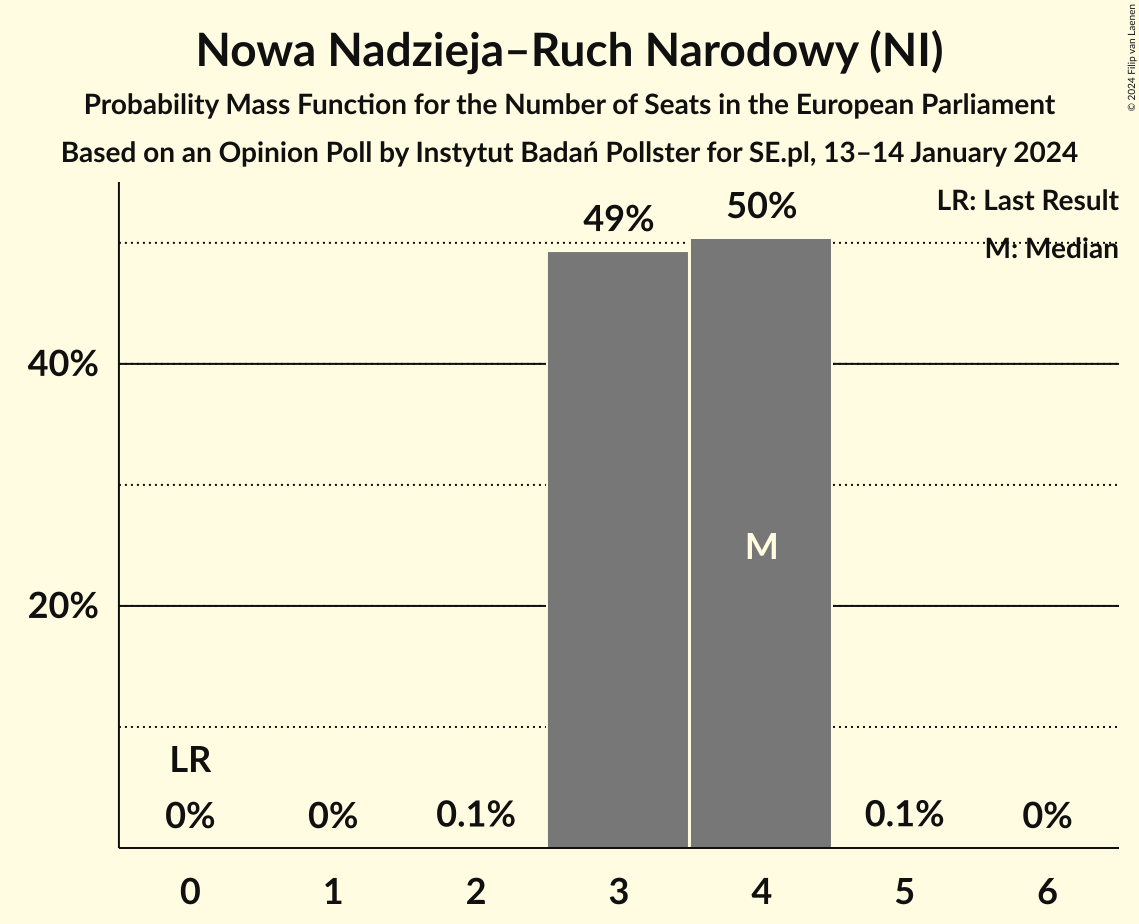 Nowa Nadzieja–Ruch Narodowy (NI)
Probability Mass Function for the Number of Seats in the European Parliament
Based on an Opinion Poll by Instytut Badań Pollster for SE.pl, 13–14 January 2024
© 2024 Filip van Laenen
LR: Last Result
M: Median
49%
50%
40%
M
20%
LR
0%
0%
0.1%
0.1%
0%
0
1
2
3
4
5
6